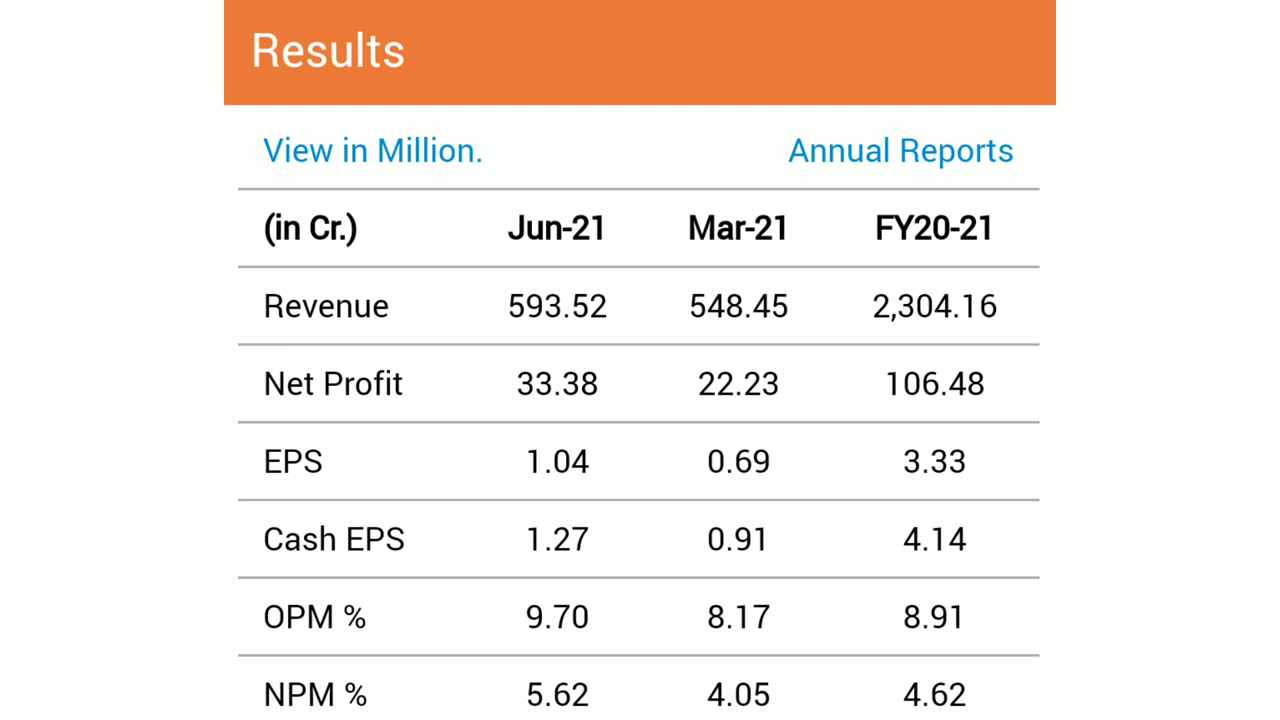 Results
View in Million. Annual Reports
(in Cr.) Jun-21 Mar-21 FY20-21
Revenue 593.52 548.45 2,304.16
Net Profit 33.38 22.23 106.48
EPS 1.04 0.69 3.33
Cash EPS 1.27 0.91 4.14
OPM % 9.70 8.17 8.91
NPM % 5.62 4.05 4.62